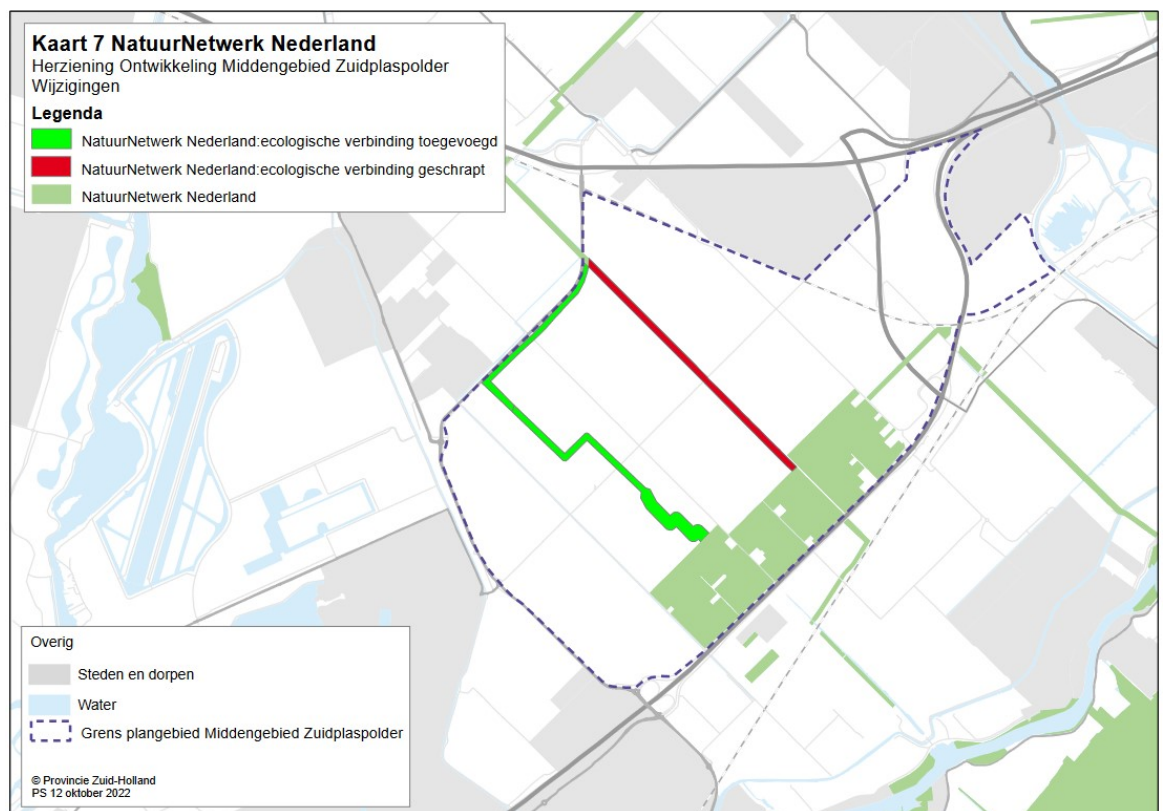 Kaart 7 NatuurNetwerk Nederland
Herziening Ontwikkeling Middengebied Zuidplaspolder
Wijzigingen
Legenda
NatuurNetwerk Nederland:ecologische verbinding toegevoegd
NatuurNetwerk Nederland:ecologische verbinding geschrapt
NatuurNetwerk Nederland
Overig
Steden en dorpen
Water
Grens plangebied Middengebied Zuidplaspolder
© Provincie Zuid-Holland
PS 12 oktober 2022